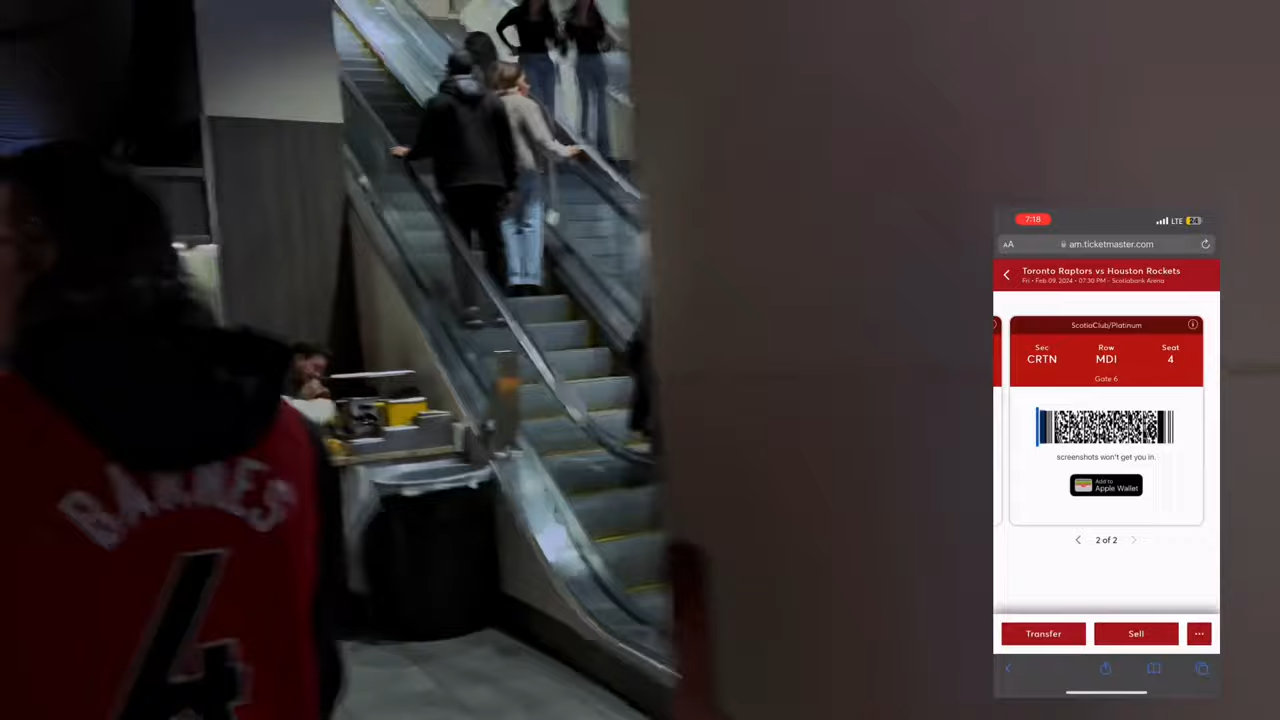 BARNES
4
7:18
LTE 24
AA am.ticketmaster.com
Toronto Raptors vs Houston Rockets
Fri • Feb 09, 2024 • 07:30 PM - Scotiabank Arena
ScotiaClub/Platinum
Sec Row Seat
CRTN MDI 4
Gate 6
screenshots won't get you in.
Add to
Apple Wallet
2 of 2
Transfer Sell